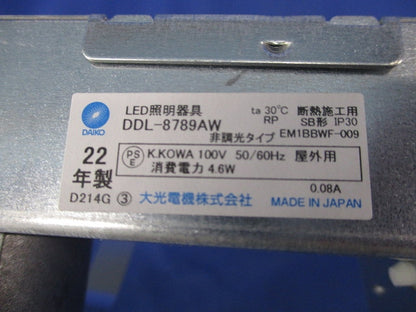 LED照明器具 ta 30℃ 断熱施工用
DDL-8789AW RP SB形 IP30
DAIKO 非調光タイプ EM1BBWF-009
22 PSE K.KOWA 100V 50/60Hz 屋外用
年製 消費電力 4.6W
0.08A
D214G ③ 大光電機株式会社 MADE IN JAPAN